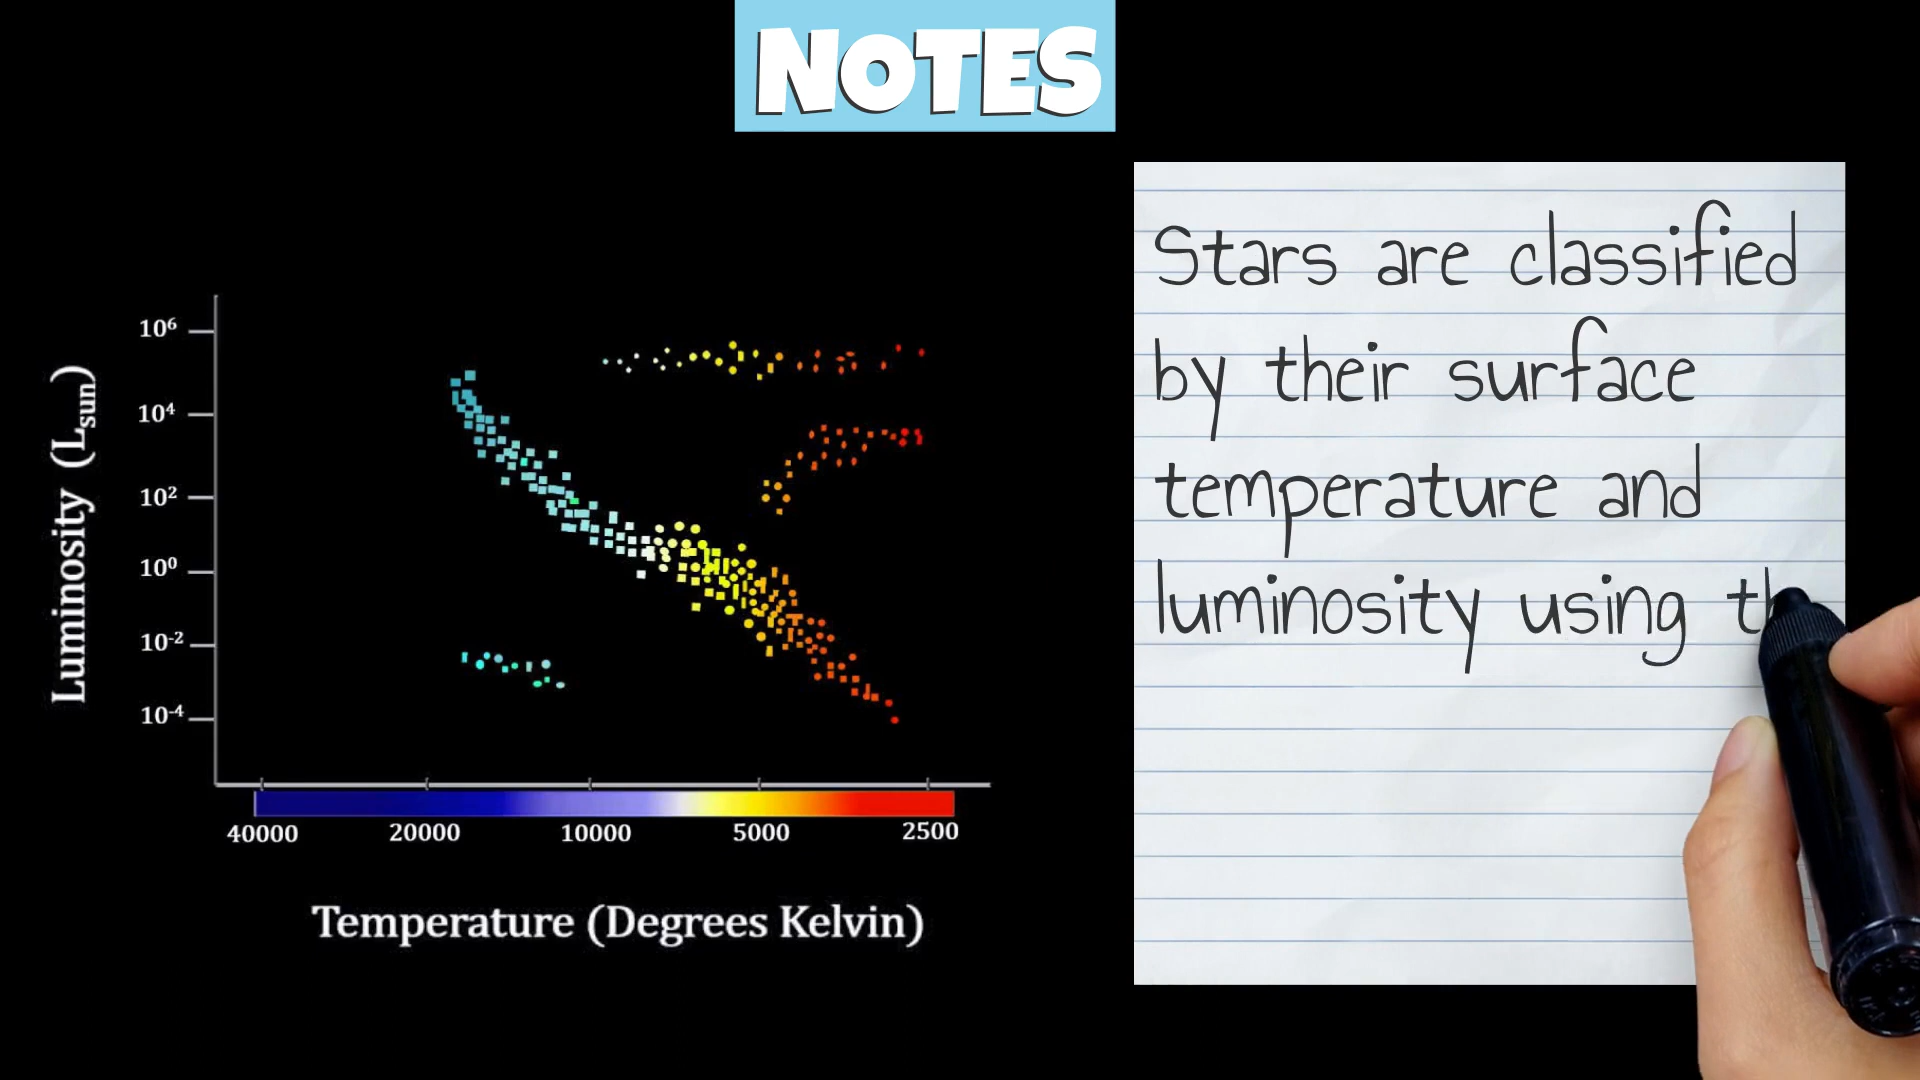 NOTES
Stars are classified
by their surface
temperature and
luminosity using th
Luminosity (Lsun)
10⁶
10⁴
10²
10⁰
10⁻²
10⁻⁴
40000 20000 10000 5000 2500
Temperature (Degrees Kelvin)